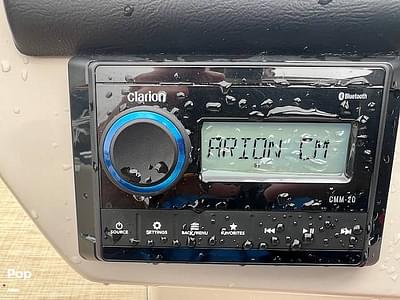 Clarion
Bluetooth
ARION CM
CMM-20
SOURCE
SETTINGS
BACK/MENU
FAVORITES
Pop